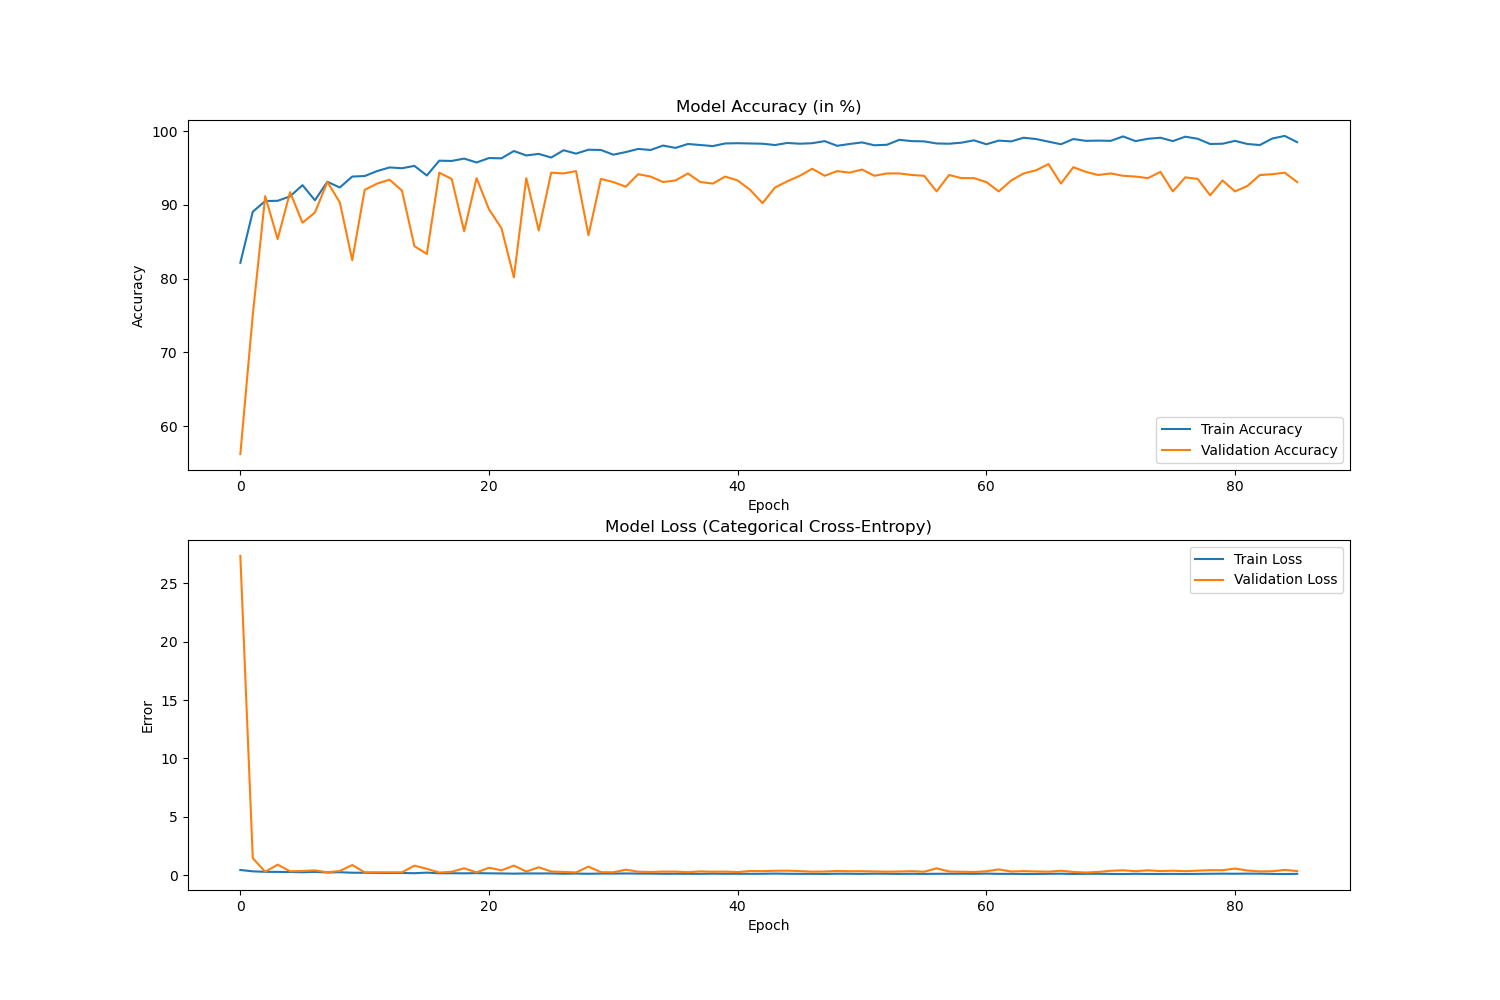 Model Accuracy (in %)
100
90
80
70
60
Accuracy
Train Accuracy
Validation Accuracy
0 20 40 60 80
Epoch
Model Loss (Categorical Cross-Entropy)
Train Loss
Validation Loss
25
20
15
10
5
0
Error
0 20 40 60 80
Epoch